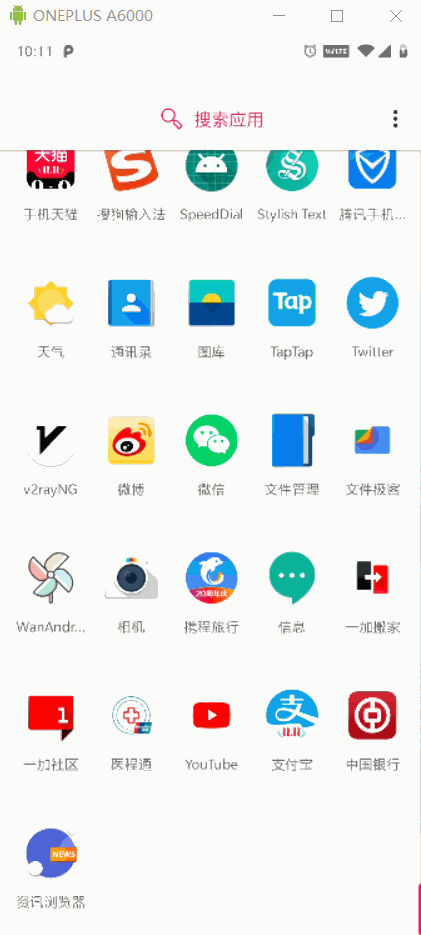 ONEPLUS A6000
10:11
VoLTE
搜索应用
天猫
11.11
手机天猫 搜狗输入法 SpeedDial Stylish Text 腾讯手机...
Tap
天气 通讯录 图库 TapTap Twitter
v2rayNG 微博 微信 文件管理 文件极客
20周年庆
WanAndr... 相机 携程旅行 信息 一加搬家
1
支
11.11
一加社区 医程通 YouTube 支付宝 中国银行
NEWS
资讯浏览器